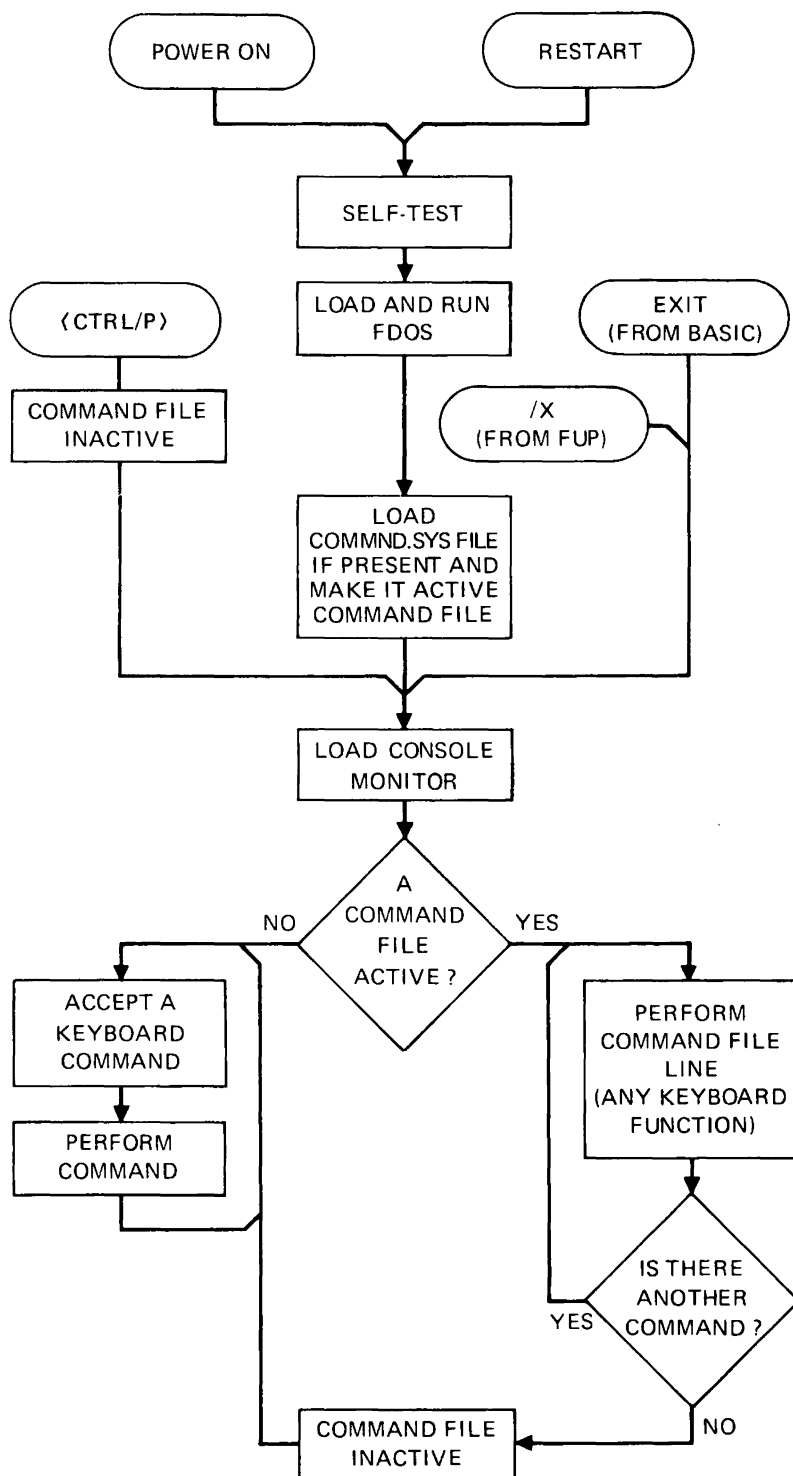 POWER ON
RESTART
SELF-TEST
LOAD AND RUN
FDOS
⟨CTRL/P⟩
COMMAND FILE
INACTIVE
EXIT
(FROM BASIC)
/X
(FROM FUP)
LOAD
COMMND.SYS FILE
IF PRESENT AND
MAKE IT ACTIVE
COMMAND FILE
LOAD CONSOLE
MONITOR
A
COMMAND
FILE
ACTIVE ?
NO
YES
ACCEPT A
KEYBOARD
COMMAND
PERFORM
COMMAND
PERFORM
COMMAND FILE
LINE
(ANY KEYBOARD
FUNCTION)
IS THERE
ANOTHER
COMMAND ?
YES
NO
COMMAND FILE
INACTIVE